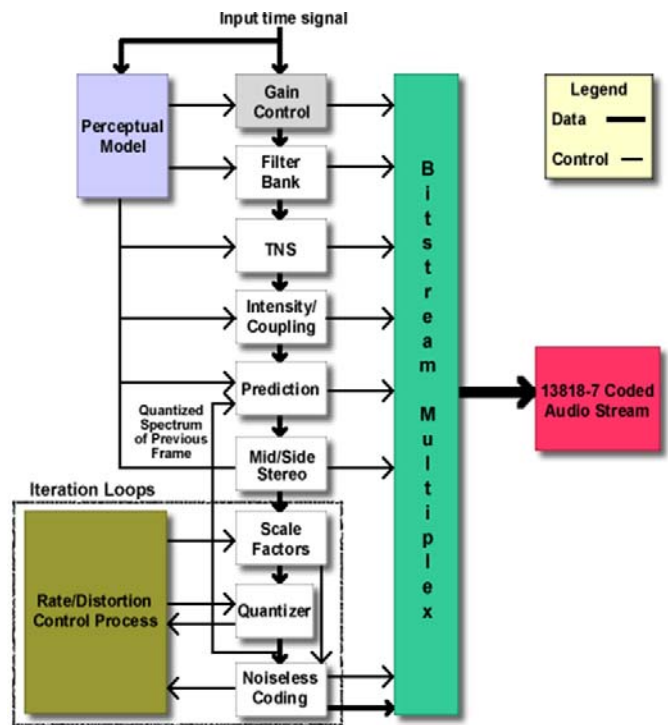 Input time signal
Perceptual
Model
Gain
Control
Legend
Data
Control
Filter
Bank
TNS
Intensity/
Coupling
Prediction
Quantized
Spectrum
of Previous
Frame
Mid/Side
Stereo
Bitstream Multiplex
13818-7 Coded
Audio Stream
Iteration Loops
Scale
Factors
Rate/Distortion
Control Process
Quantizer
Noiseless
Coding